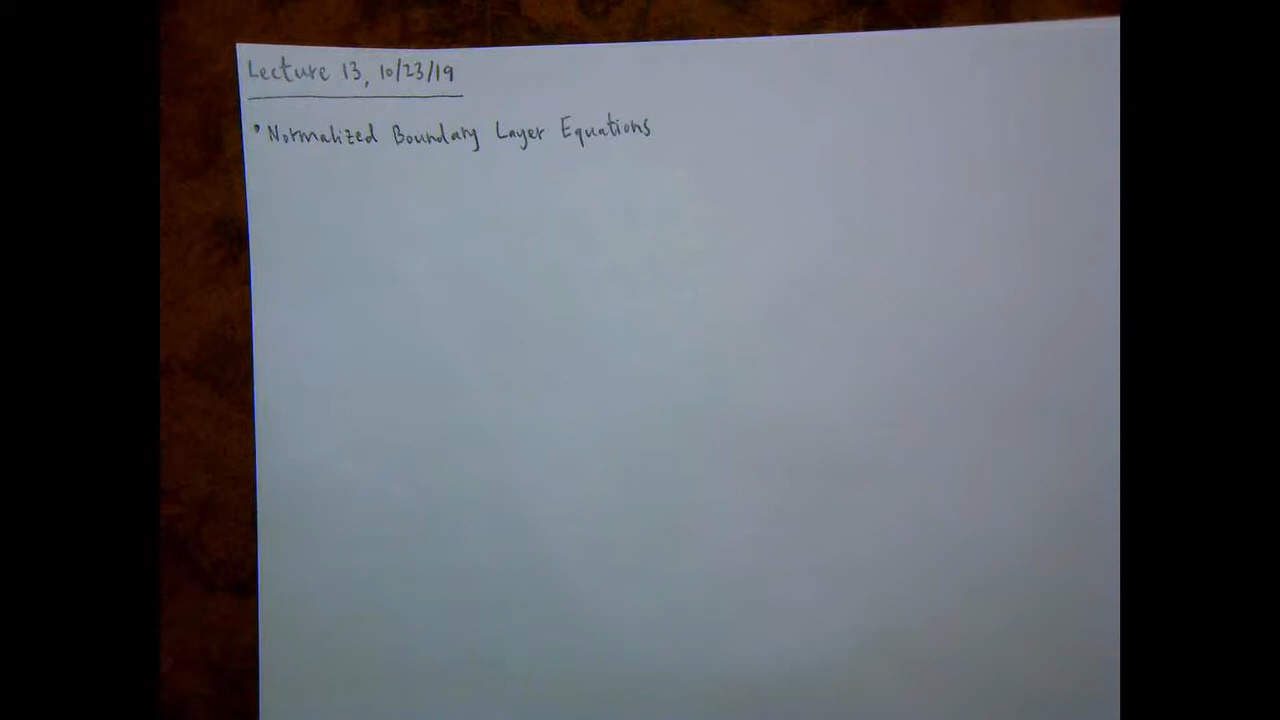 Lecture 13, 10/23/19
• Normalized Boundary Layer Equations